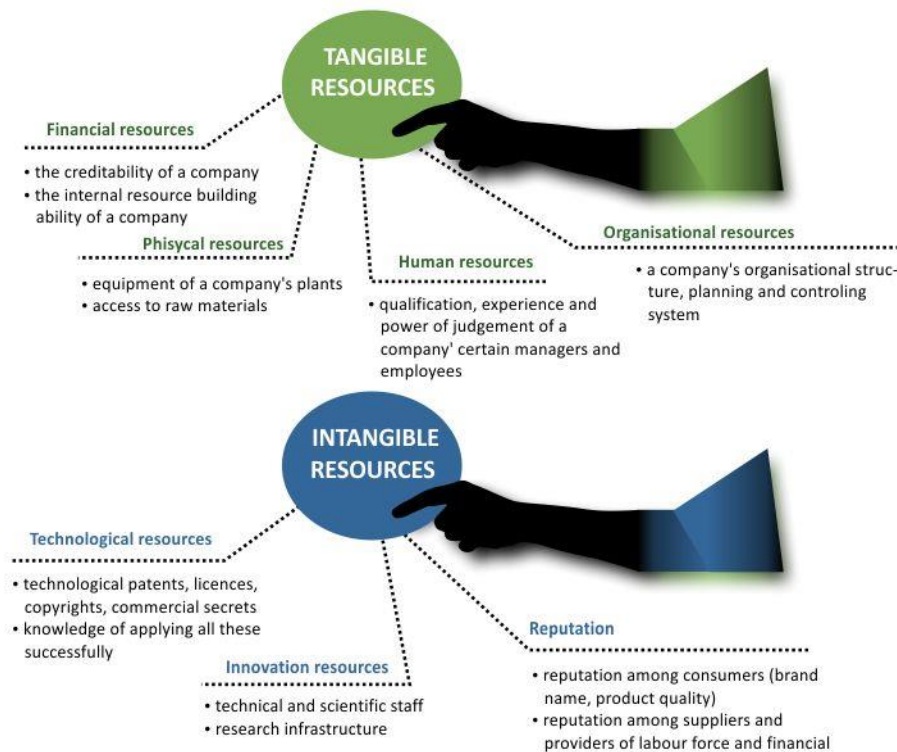 TANGIBLE
RESOURCES
Financial resources
• the creditability of a company
• the internal resource building
ability of a company
Phisycal resources
• equipment of a company's plants
• access to raw materials
Human resources
• qualification, experience and
power of judgement of a
company' certain managers and
employees
Organisational resources
• a company's organisational struc-
ture, planning and controling
system
INTANGIBLE
RESOURCES
Technological resources
• technological patents, licences,
copyrights, commercial secrets
• knowledge of applying all these
successfully
Innovation resources
• technical and scientific staff
• research infrastructure
Reputation
• reputation among consumers (brand
name, product quality)
• reputation among suppliers and
providers of labour force and financial